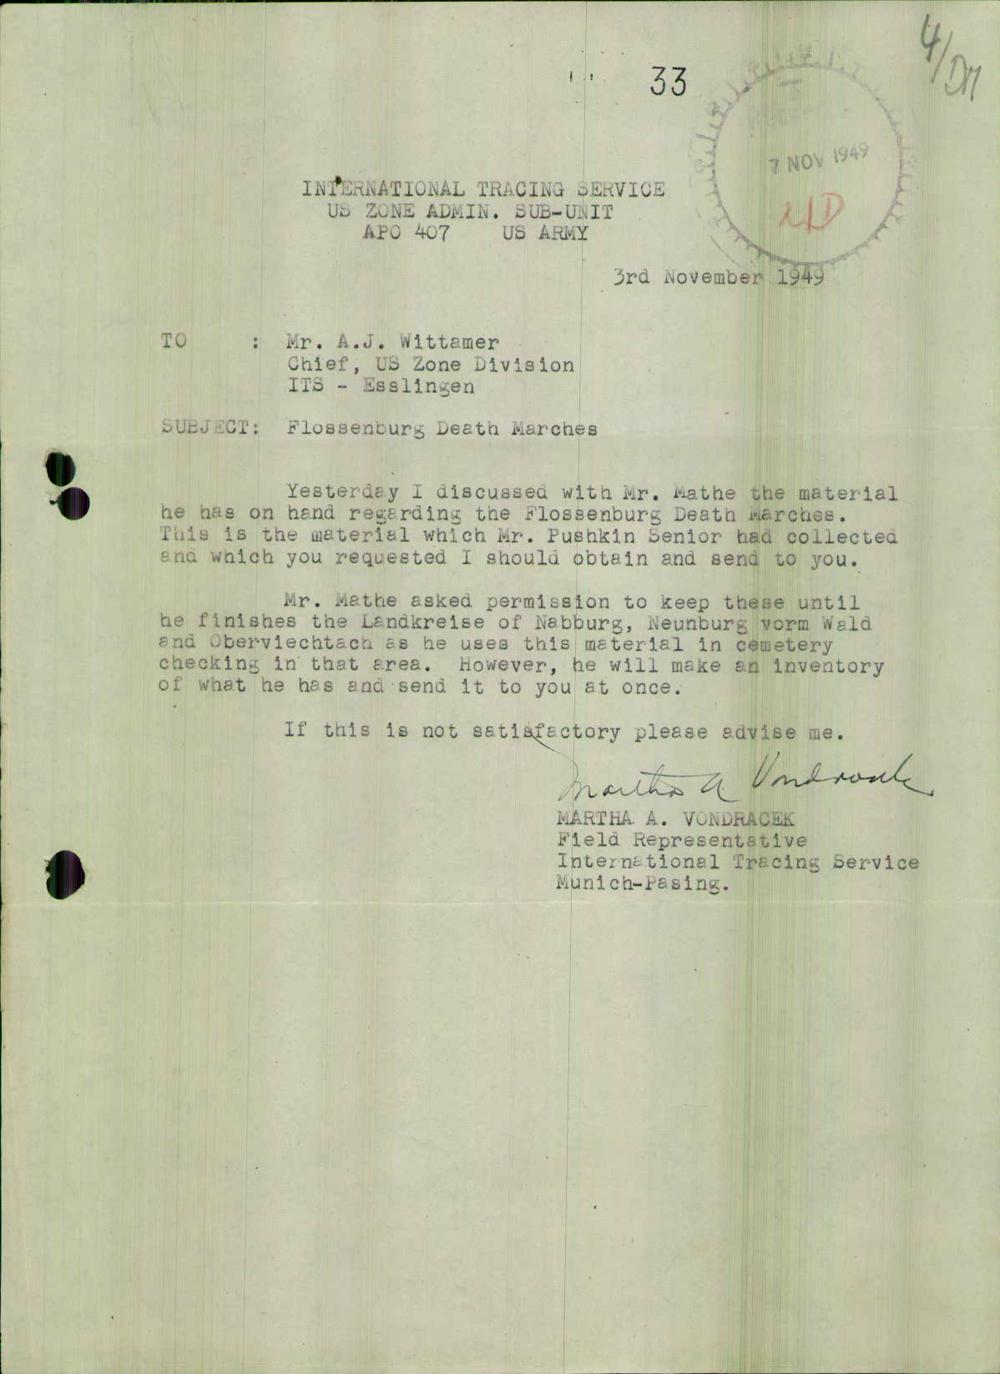 4/DM
33
7 NOV 1949
INTERNATIONAL TRACING SERVICE
US ZONE ADMIN. SUB-UNIT
APO 407 US ARMY
3rd November 1949
TO : Mr. A.J. Wittamer
Chief, US Zone Division
ITS - Esslingen
SUBJECT: Flossenburg Death Marches
Yesterday I discussed with Mr. Mathe the material
he has on hand regarding the Flossenburg Death Marches.
This is the material which Mr. Pushkin Senior had collected
and which you requested I should obtain and send to you.
Mr. Mathe asked permission to keep these until
he finishes the Landkreise of Nabburg, Neunburg vorm Wald
and Oberviechtach as he uses this material in cemetery
checking in that area. However, he will make an inventory
of what he has and send it to you at once.
If this is not satisfactory please advise me.
Martha A Vondracek
MARTHA A. VONDRACEK
Field Representative
International Tracing Service
Munich-Pasing.